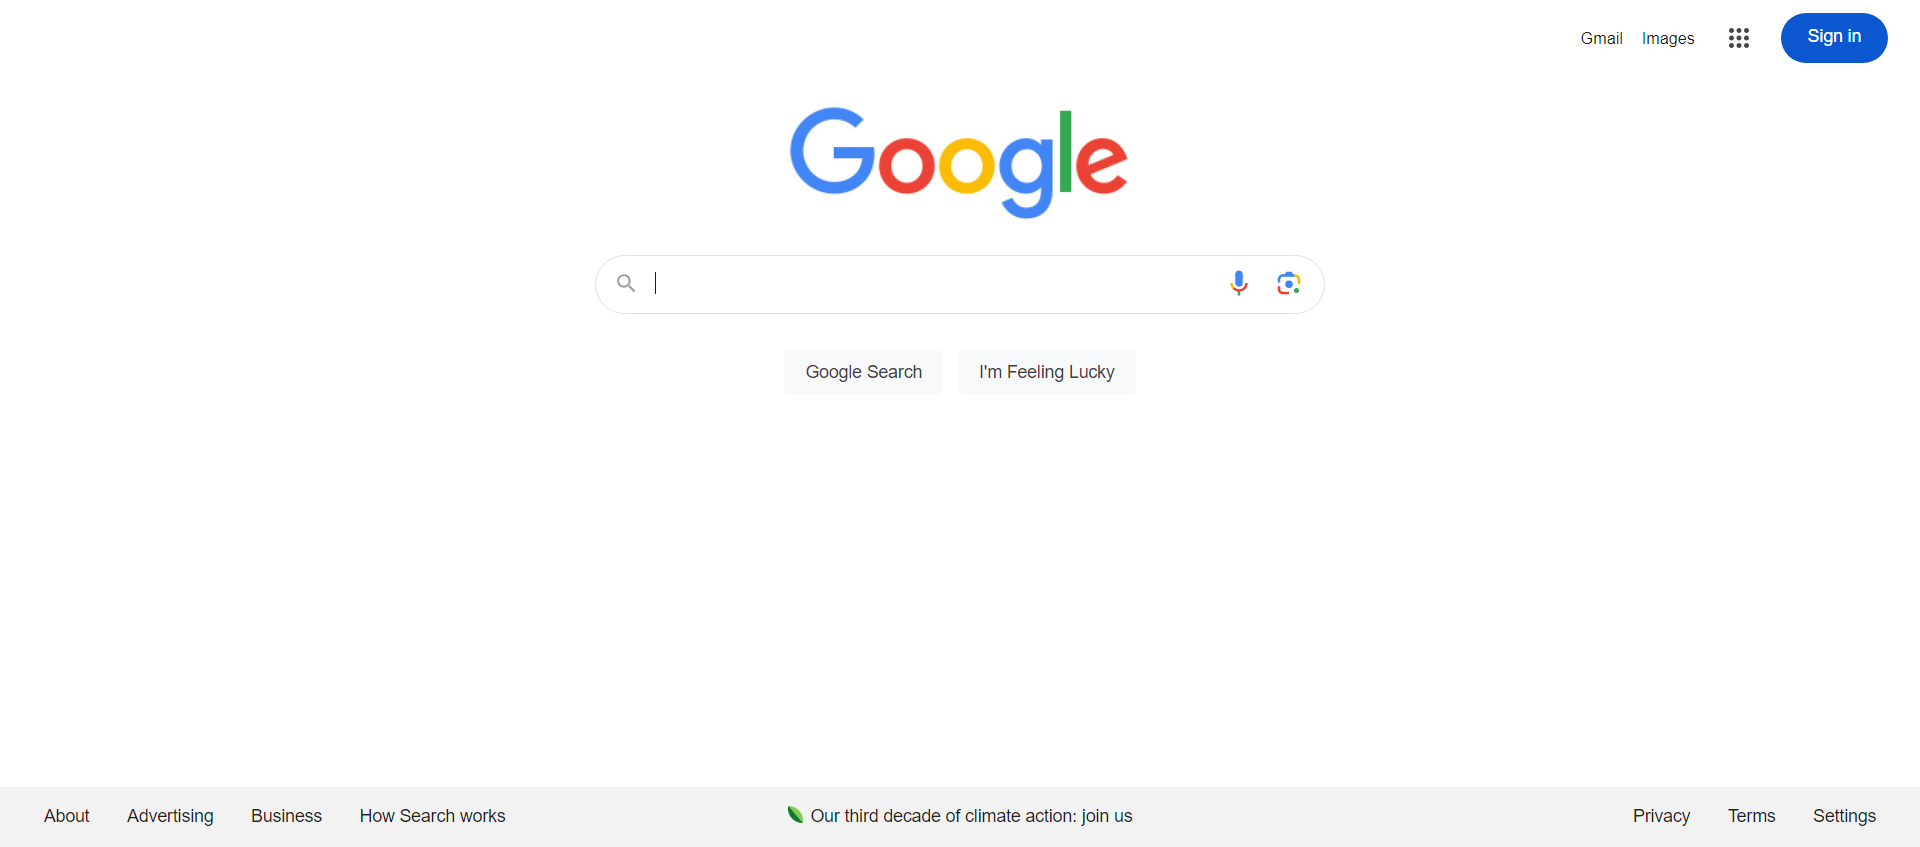 Gmail Images Sign in
Google
Google Search I'm Feeling Lucky
About Advertising Business How Search works Our third decade of climate action: join us Privacy Terms Settings